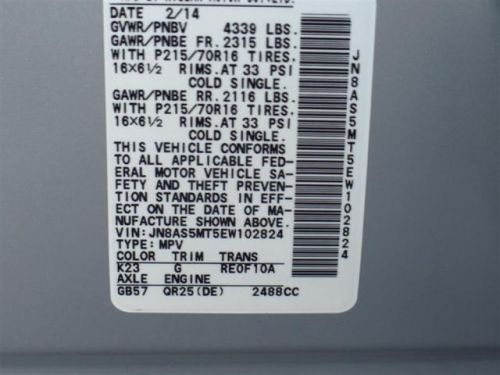 DATE 2/14
GVWR/PNBV 4339 LBS.
GAWR/PNBE FR. 2315 LBS.
WITH P215/70R16 TIRES.
16×6½ RIMS. AT 33 PSI
COLD SINGLE.
GAWR/PNBE RR. 2116 LBS.
WITH P215/70R16 TIRES.
16×6½ RIMS. AT 33 PSI
COLD SINGLE.
THIS VEHICLE CONFORMS
TO ALL APPLICABLE FED-
ERAL MOTOR VEHICLE SA-
FETY AND THEFT PREVEN-
TION STANDARDS IN EFF-
ECT ON THE DATE OF MA-
NUFACTURE SHOWN ABOVE.
VIN: JN8AS5MT5EW102824
TYPE: MPV
COLOR TRIM TRANS
K23 G RE0F10A
AXLE ENGINE
GB57 QR25(DE) 2488CC
JN8AS5MT5EW102824